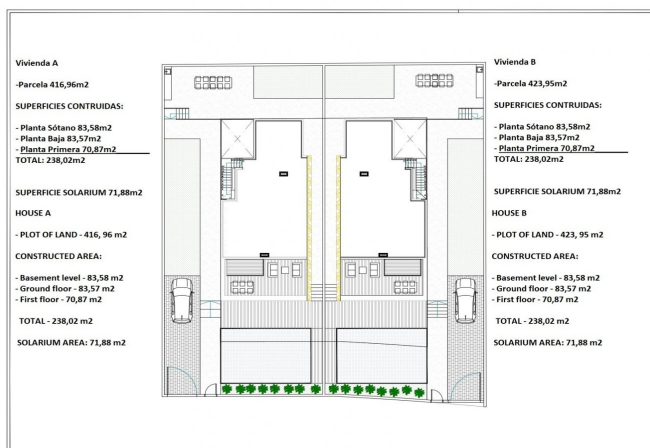 Vivienda A
-Parcela 416,96m2
SUPERFICIES CONTRUIDAS:
- Planta Sótano 83,58m2
- Planta Baja 83,57m2
- Planta Primera 70,87m2
TOTAL: 238,02m2
SUPERFICIE SOLARIUM 71,88m2
HOUSE A
- PLOT OF LAND - 416, 96 m2
CONSTRUCTED AREA:
- Basement level - 83,58 m2
- Ground floor - 83,57 m2
- First floor - 70,87 m2
TOTAL - 238,02 m2
SOLARIUM AREA: 71,88 m2
Vivienda B
-Parcela 423,95m2
SUPERFICIES CONTRUIDAS:
- Planta Sótano 83,58m2
- Planta Baja 83,57m2
- Planta Primera 70,87m2
TOTAL: 238,02m2
SUPERFICIE SOLARIUM 71,88m2
HOUSE B
- PLOT OF LAND - 423, 95 m2
CONSTRUCTED AREA:
- Basement level - 83,58 m2
- Ground floor - 83,57 m2
- First floor - 70,87 m2
TOTAL - 238,02 m2
SOLARIUM AREA: 71,88 m2